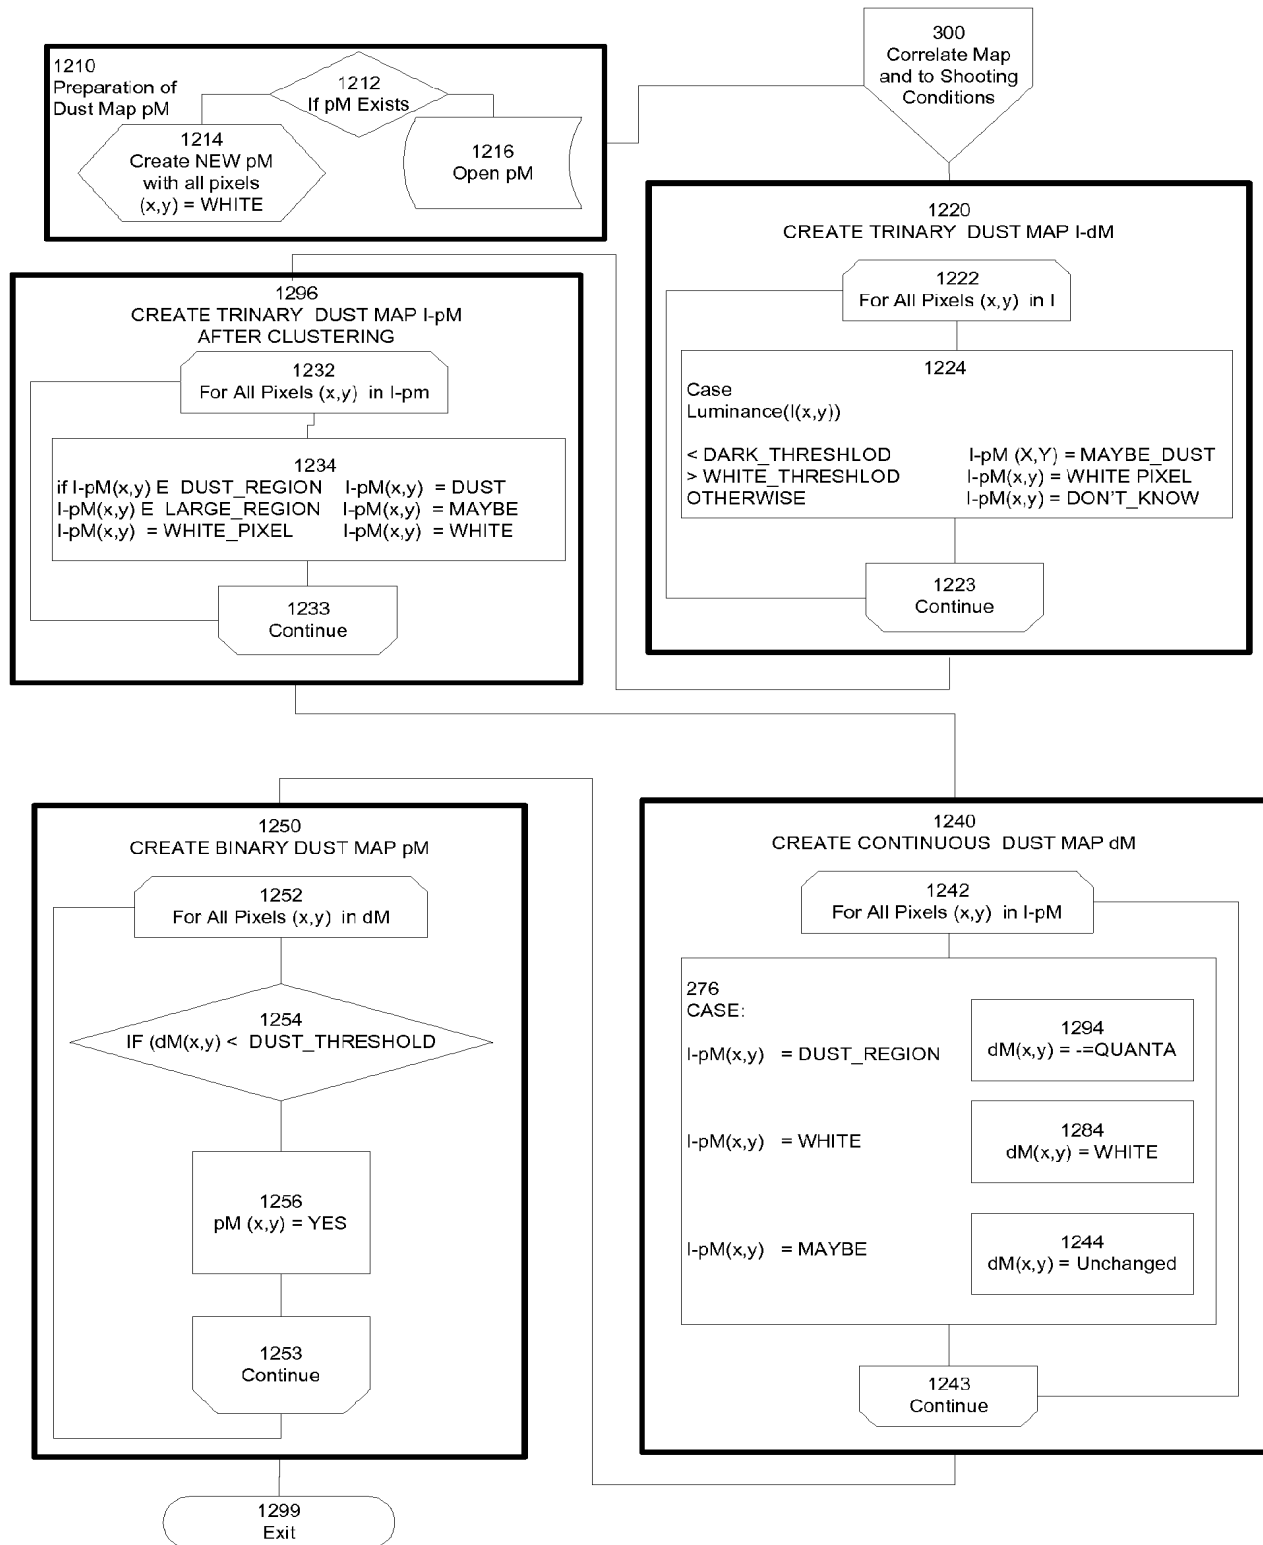 1210
Preparation of
Dust Map pM
1212
If pM Exists
1214
Create NEW pM
with all pixels
(x,y) = WHITE
1216
Open pM
300
Correlate Map
and to Shooting
Conditions
1220
CREATE TRINARY DUST MAP I-dM
1222
For All Pixels (x,y) in I
1224
Case
Luminance(I(x,y))
< DARK_THRESHLOD I-pM (X,Y) = MAYBE_DUST
> WHITE_THRESHLOD I-pM(x,y) = WHITE PIXEL
OTHERWISE I-pM(x,y) = DON'T_KNOW
1223
Continue
1296
CREATE TRINARY DUST MAP I-pM
AFTER CLUSTERING
1232
For All Pixels (x,y) in I-pm
1234
if I-pM(x,y) E DUST_REGION I-pM(x,y) = DUST
I-pM(x,y) E LARGE_REGION I-pM(x,y) = MAYBE
I-pM(x,y) = WHITE_PIXEL I-pM(x,y) = WHITE
1233
Continue
1240
CREATE CONTINUOUS DUST MAP dM
1242
For All Pixels (x,y) in I-pM
276
CASE:
I-pM(x,y) = DUST_REGION
1294
dM(x,y) = -=QUANTA
I-pM(x,y) = WHITE
1284
dM(x,y) = WHITE
I-pM(x,y) = MAYBE
1244
dM(x,y) = Unchanged
1243
Continue
1250
CREATE BINARY DUST MAP pM
1252
For All Pixels (x,y) in dM
1254
IF (dM(x,y) < DUST_THRESHOLD
1256
pM (x,y) = YES
1253
Continue
1299
Exit